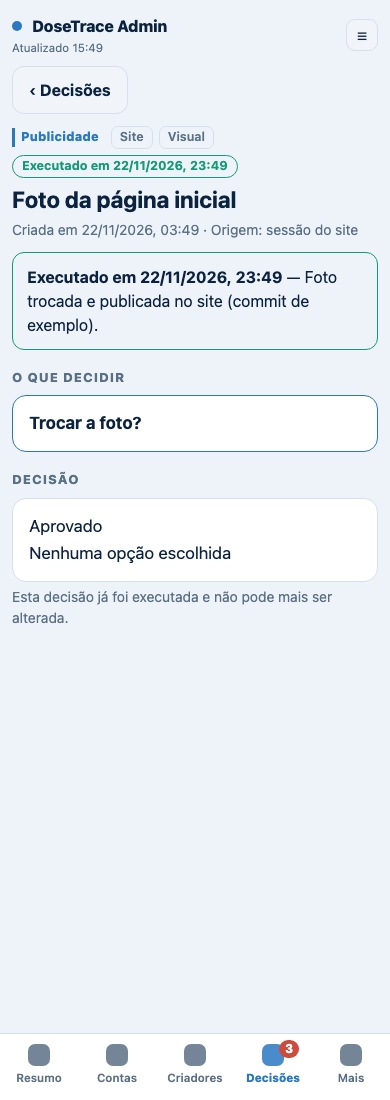 DoseTrace Admin
Atualizado 15:49
≡
‹ Decisões
Publicidade Site Visual
Executado em 22/11/2026, 23:49
Foto da página inicial
Criada em 22/11/2026, 03:49 · Origem: sessão do site
Executado em 22/11/2026, 23:49 — Foto
trocada e publicada no site (commit de
exemplo).
O QUE DECIDIR
Trocar a foto?
DECISÃO
Aprovado
Nenhuma opção escolhida
Esta decisão já foi executada e não pode mais ser
alterada.
3
Resumo Contas Criadores Decisões Mais